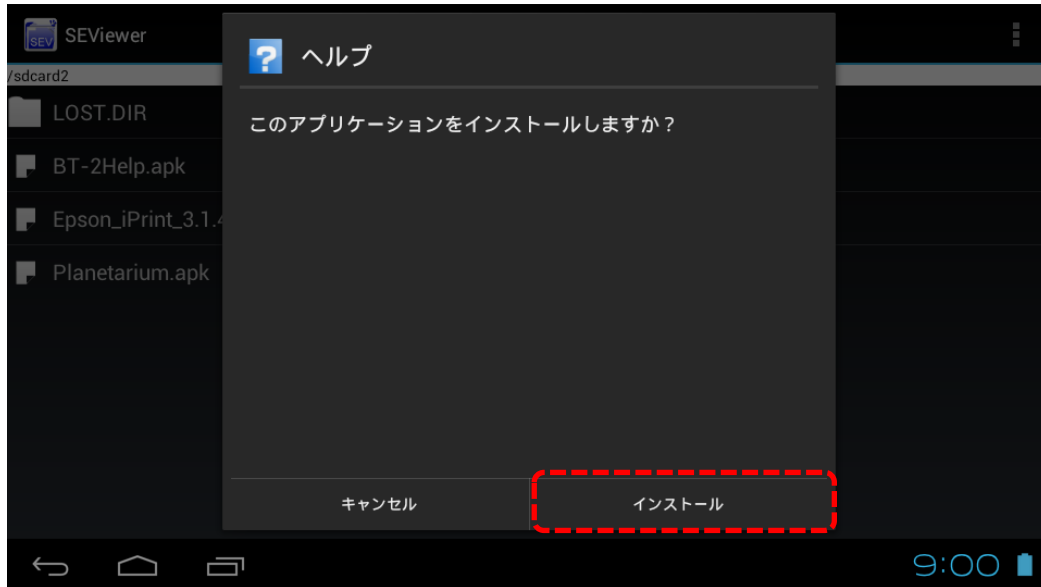 SEV
SEViewer
/sdcard2
LOST.DIR
BT-2Help.apk
Epson_iPrint_3.1.4
Planetarium.apk
? ヘルプ
このアプリケーションをインストールしますか？
キャンセル
インストール
9:00